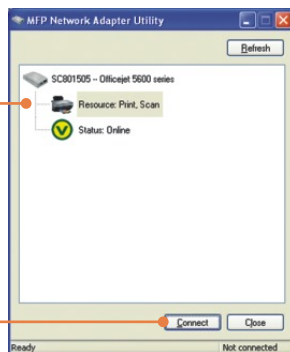 MFP Network Adapter Utility
Refresh
SC801505 -- Officejet 5600 series
Resource: Print, Scan
Status: Online
Connect Close
Ready Not connected